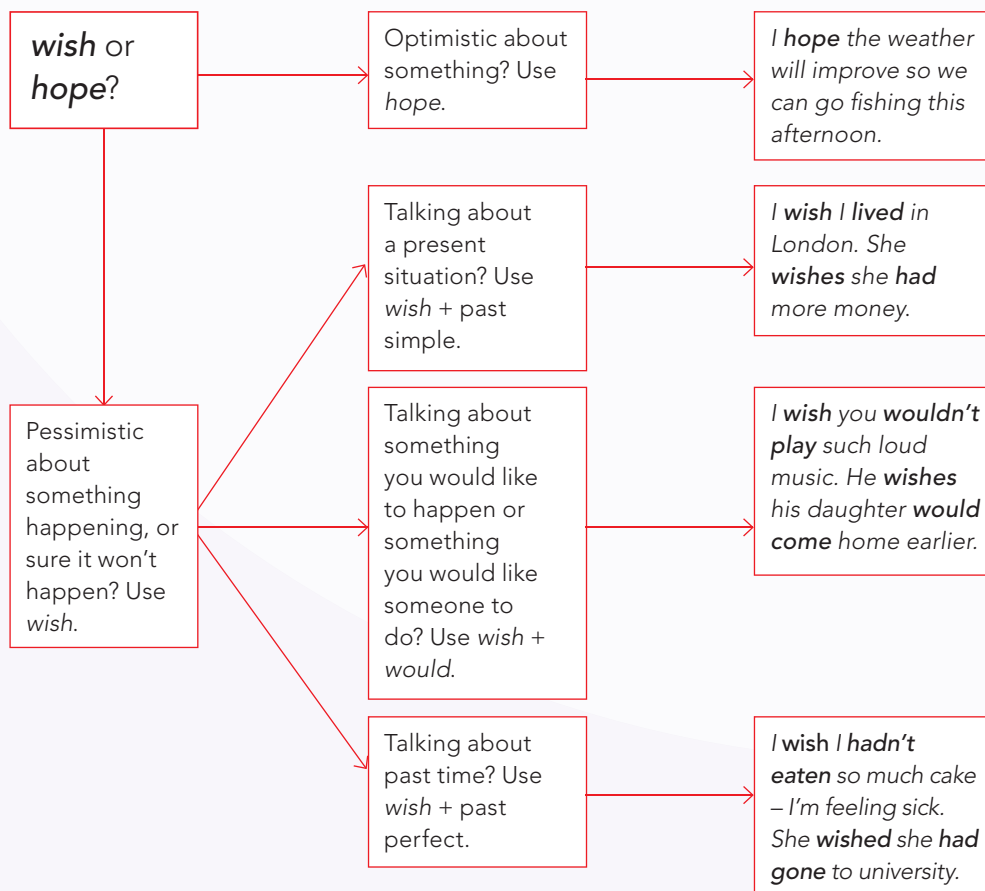 wish or
hope?
Optimistic about
something? Use
hope.
I hope the weather
will improve so we
can go fishing this
afternoon.
Talking about
a present
situation? Use
wish + past
simple.
I wish I lived in
London. She
wishes she had
more money.
Pessimistic
about
something
happening, or
sure it won't
happen? Use
wish.
Talking about
something
you would like
to happen or
something
you would like
someone to
do? Use wish +
would.
I wish you wouldn't
play such loud
music. He wishes
his daughter would
come home earlier.
Talking about
past time? Use
wish + past
perfect.
I wish I hadn't
eaten so much cake
– I'm feeling sick.
She wished she had
gone to university.